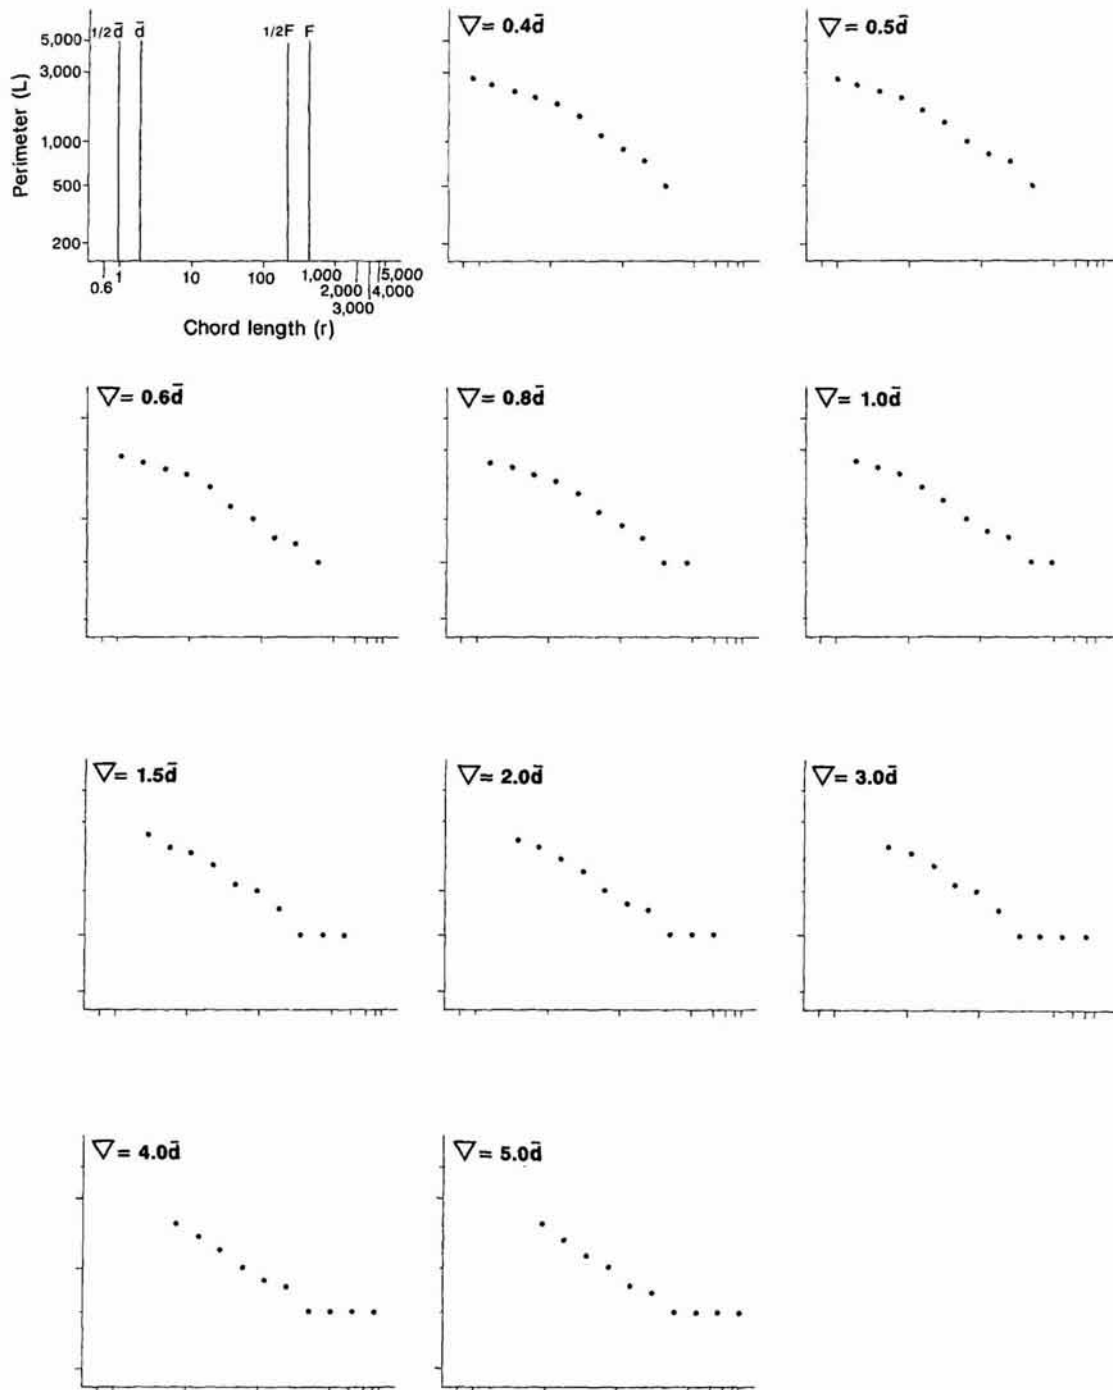 1/2d̄ d̄ 1/2F F
5,000
3,000
1,000
500
200
Perimeter (L)
0.6 1 10 100 1,000 2,000 3,000 4,000 5,000
Chord length (r)
▽= 0.4d̄
▽= 0.5d̄
▽= 0.6d̄
▽= 0.8d̄
▽= 1.0d̄
▽= 1.5d̄
▽= 2.0d̄
▽= 3.0d̄
▽= 4.0d̄
▽= 5.0d̄